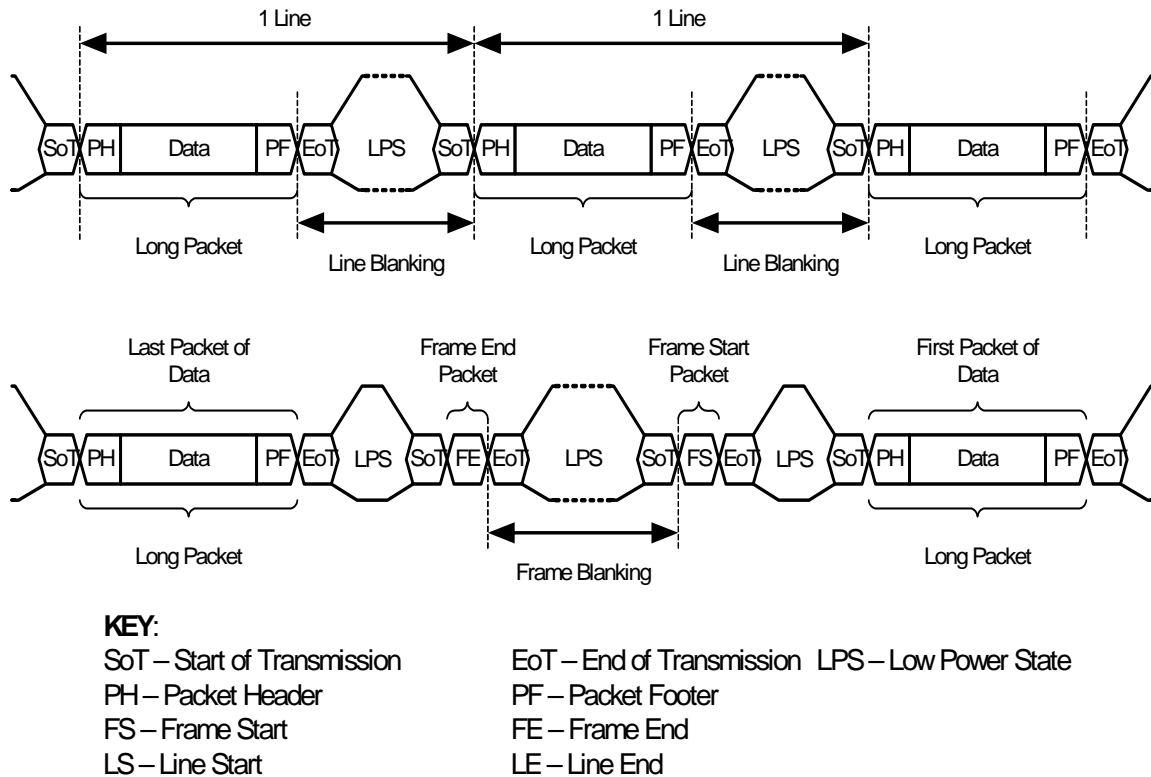 1 Line 1 Line
SoT PH Data PF EoT LPS SoT PH Data PF EoT LPS SoT PH Data PF EoT
Long Packet Long Packet Long Packet
Line Blanking Line Blanking
Last Packet of Data
Frame End Packet
Frame Start Packet
First Packet of Data
SoT PH Data PF EoT LPS SoT FE EoT LPS SoT FS EoT LPS SoT PH Data PF EoT
Long Packet Long Packet
Frame Blanking
KEY:
SoT – Start of Transmission EoT – End of Transmission LPS – Low Power State
PH – Packet Header PF – Packet Footer
FS – Frame Start FE – Frame End
LS – Line Start LE – Line End